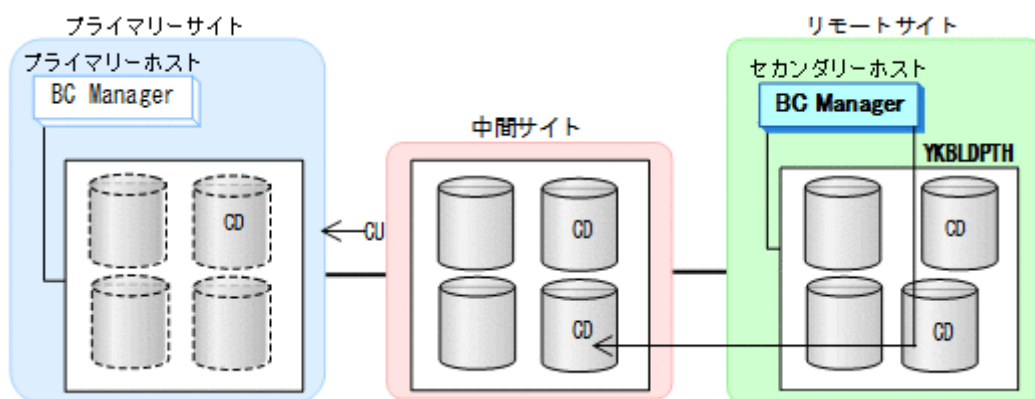 プライマリーサイト
プライマリーホスト
BC Manager
CD
CU
中間サイト
CD
CD
リモートサイト
セカンダリーホスト
BC Manager
YKBLDPTH
CD
CD